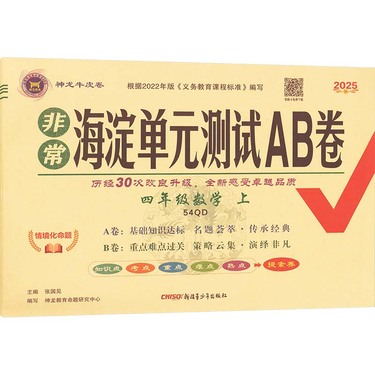 神龙牛皮卷
根据2022年版《义务教育课程标准》编写
2025
非常
海淀单元测试AB卷
历经30次改良升级,全新感受卓越品质
四年级数学 上
54QD
情境化命题
A卷:基础知识达标 名题荟萃·传承经典
B卷:重点难点过关 策略云集·演绎非凡
知识点 考点 重点 难点 热点 提素养
主编 张国见
编写 神龙教育命题研究中心
CHISO 新疆青少年出版社